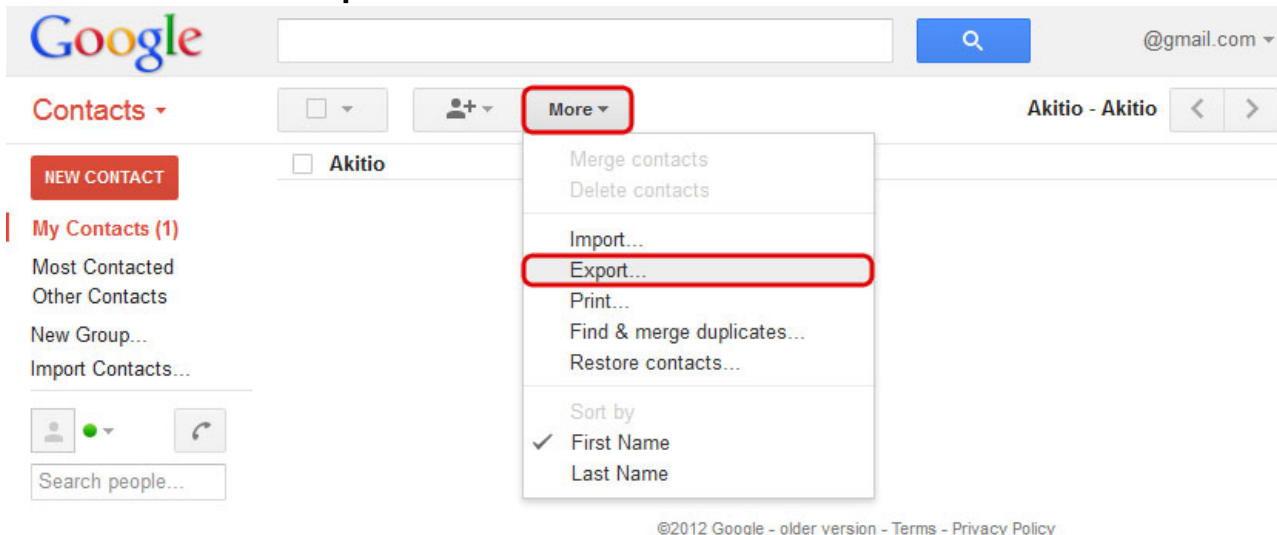 Google
@gmail.com
Contacts
More
Akitio - Akitio
NEW CONTACT
Akitio
Merge contacts
Delete contacts
My Contacts (1)
Import...
Most Contacted
Export...
Other Contacts
Print...
New Group...
Find & merge duplicates...
Import Contacts...
Restore contacts...
Sort by
First Name
Last Name
Search people...
©2012 Google - older version - Terms - Privacy Policy